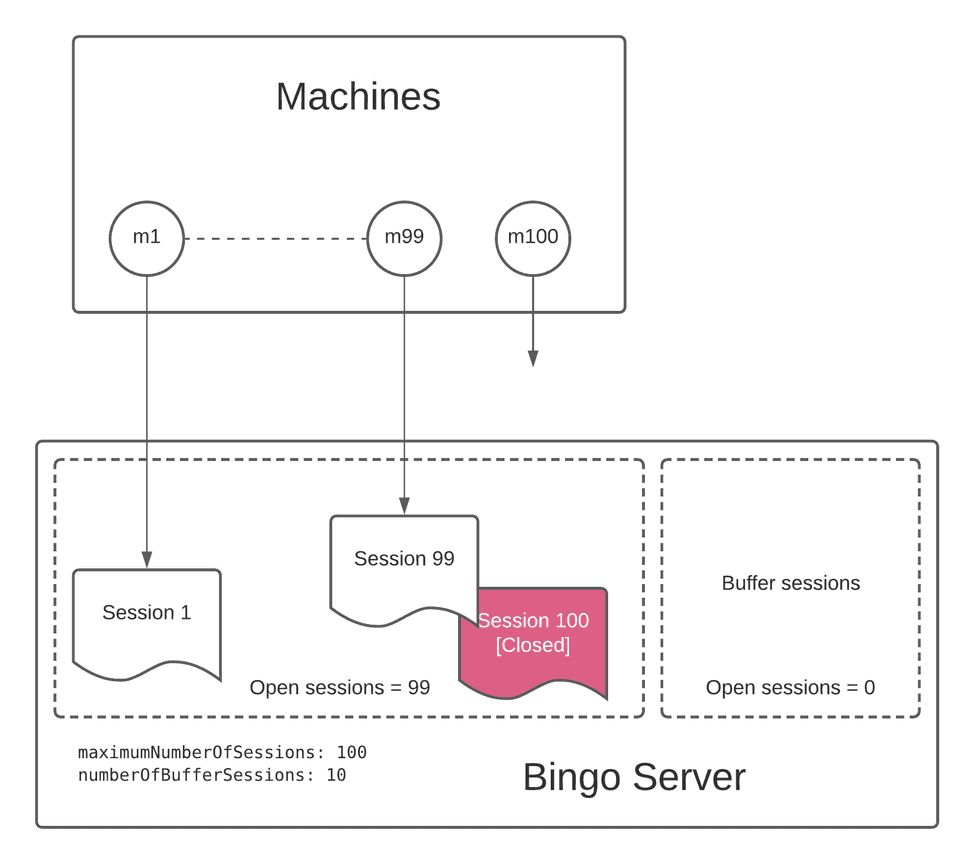 Machines
m1
m99
m100
Session 99
Session 1
Session 100
[Closed]
Open sessions = 99
Buffer sessions
Open sessions = 0
maximumNumberOfSessions: 100
numberOfBufferSessions: 10
Bingo Server